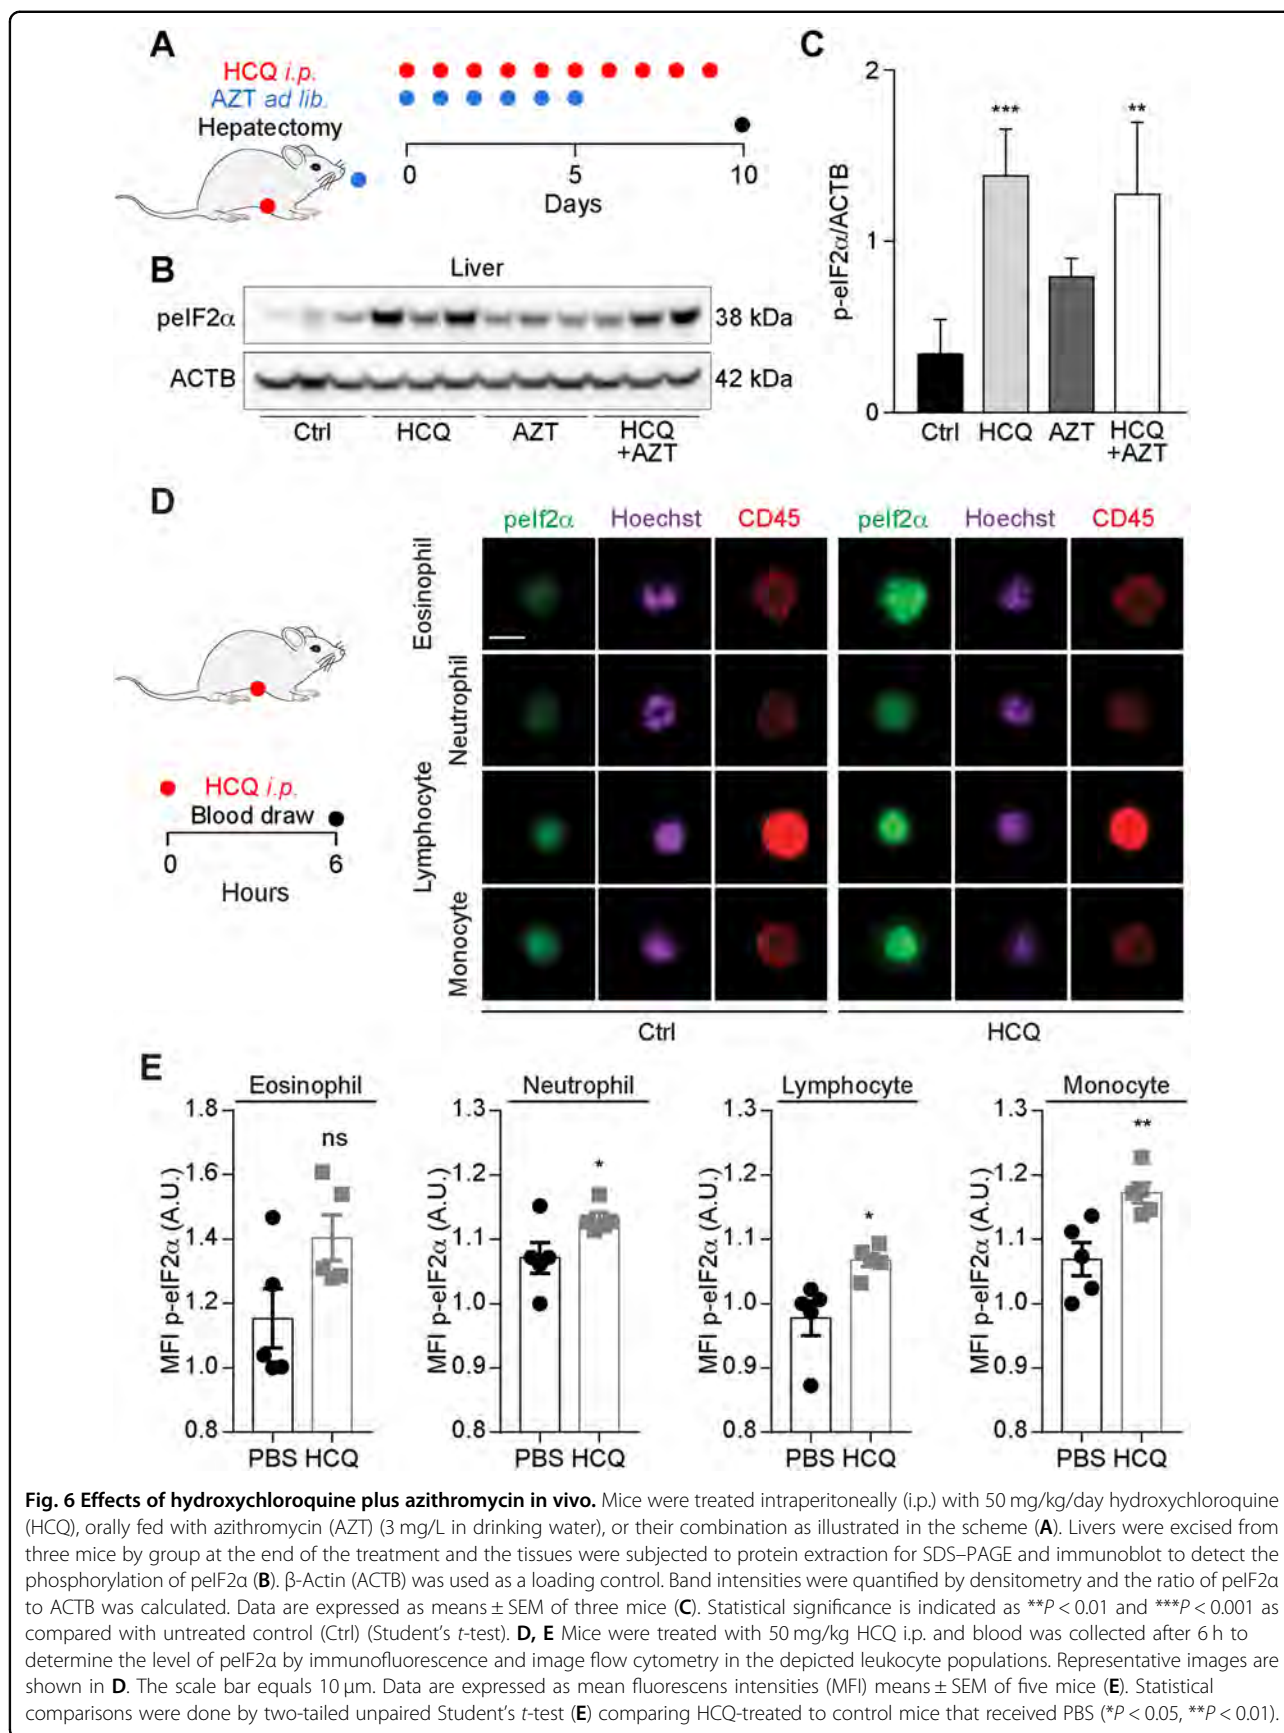 A
HCQ i.p.
AZT ad lib.
Hepatectomy
0 5 10
Days
B
Liver
peIF2α 38 kDa
ACTB 42 kDa
Ctrl HCQ AZT HCQ
+AZT
C
p-eIF2α/ACTB
2
1
0
*** **
Ctrl HCQ AZT HCQ
+AZT
D
HCQ i.p.
Blood draw
0 6
Hours
peIf2α Hoechst CD45 peIf2α Hoechst CD45
Eosinophil
Neutrophil
Lymphocyte
Monocyte
Ctrl HCQ
E
Eosinophil
MFI p-eIF2α (A.U.)
1.8
1.6
1.4
1.2
1.0
0.8
ns
PBS HCQ
Neutrophil
MFI p-eIF2α (A.U.)
1.3
1.2
1.1
1.0
0.9
0.8
*
PBS HCQ
Lymphocyte
MFI p-eIF2α (A.U.)
1.3
1.2
1.1
1.0
0.9
0.8
*
PBS HCQ
Monocyte
MFI p-eIF2α (A.U.)
1.3
1.2
1.1
1.0
0.9
0.8
**
PBS HCQ
Fig. 6 Effects of hydroxychloroquine plus azithromycin in vivo. Mice were treated intraperitoneally (i.p.) with 50 mg/kg/day hydroxychloroquine
(HCQ), orally fed with azithromycin (AZT) (3 mg/L in drinking water), or their combination as illustrated in the scheme (A). Livers were excised from
three mice by group at the end of the treatment and the tissues were subjected to protein extraction for SDS–PAGE and immunoblot to detect the
phosphorylation of peIF2α (B). β-Actin (ACTB) was used as a loading control. Band intensities were quantified by densitometry and the ratio of peIF2α
to ACTB was calculated. Data are expressed as means ± SEM of three mice (C). Statistical significance is indicated as **P < 0.01 and ***P < 0.001 as
compared with untreated control (Ctrl) (Student's t-test). D, E Mice were treated with 50 mg/kg HCQ i.p. and blood was collected after 6 h to
determine the level of peIF2α by immunofluorescence and image flow cytometry in the depicted leukocyte populations. Representative images are
shown in D. The scale bar equals 10 μm. Data are expressed as mean fluorescens intensities (MFI) means ± SEM of five mice (E). Statistical
comparisons were done by two-tailed unpaired Student's t-test (E) comparing HCQ-treated to control mice that received PBS (*P < 0.05, **P < 0.01).